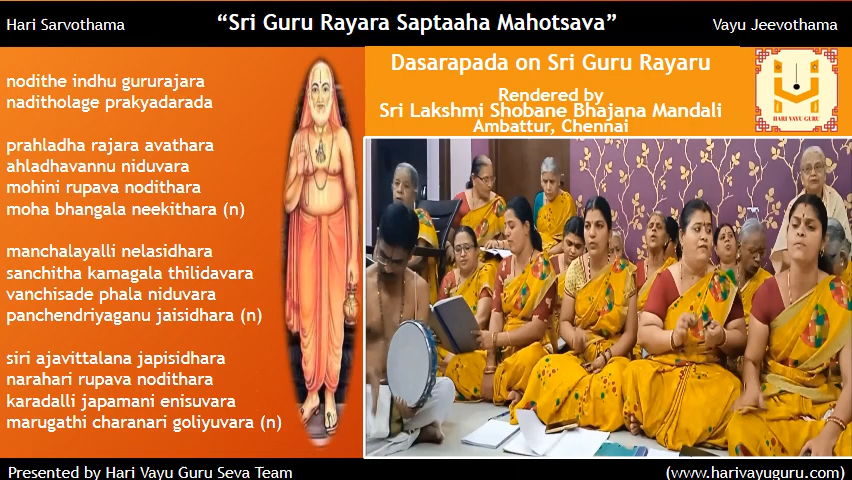 Hari Sarvothama
“Sri Guru Rayara Saptaaha Mahotsava”
Vayu Jeevothama
nodithe indhu gururajara
naditholage prakyadarada
prahladha rajara avathara
ahladhavannu niduvara
mohini rupava nodithara
moha bhangala neekithara (n)
manchalayalli nelasidhara
sanchitha kamagala thilidavara
vanchisade phala niduvara
panchendriyaganu jaisidhara (n)
siri ajavittalana japisidhara
narahari rupava nodithara
karadalli japamani enisuvara
marugathi charanari goliyuvara (n)
Dasarapada on Sri Guru Rayaru
Rendered by
Sri Lakshmi Shobane Bhajana Mandali
Ambattur, Chennai
HARI VAYU GURU
Presented by Hari Vayu Guru Seva Team
(www.harivayuguru.com)